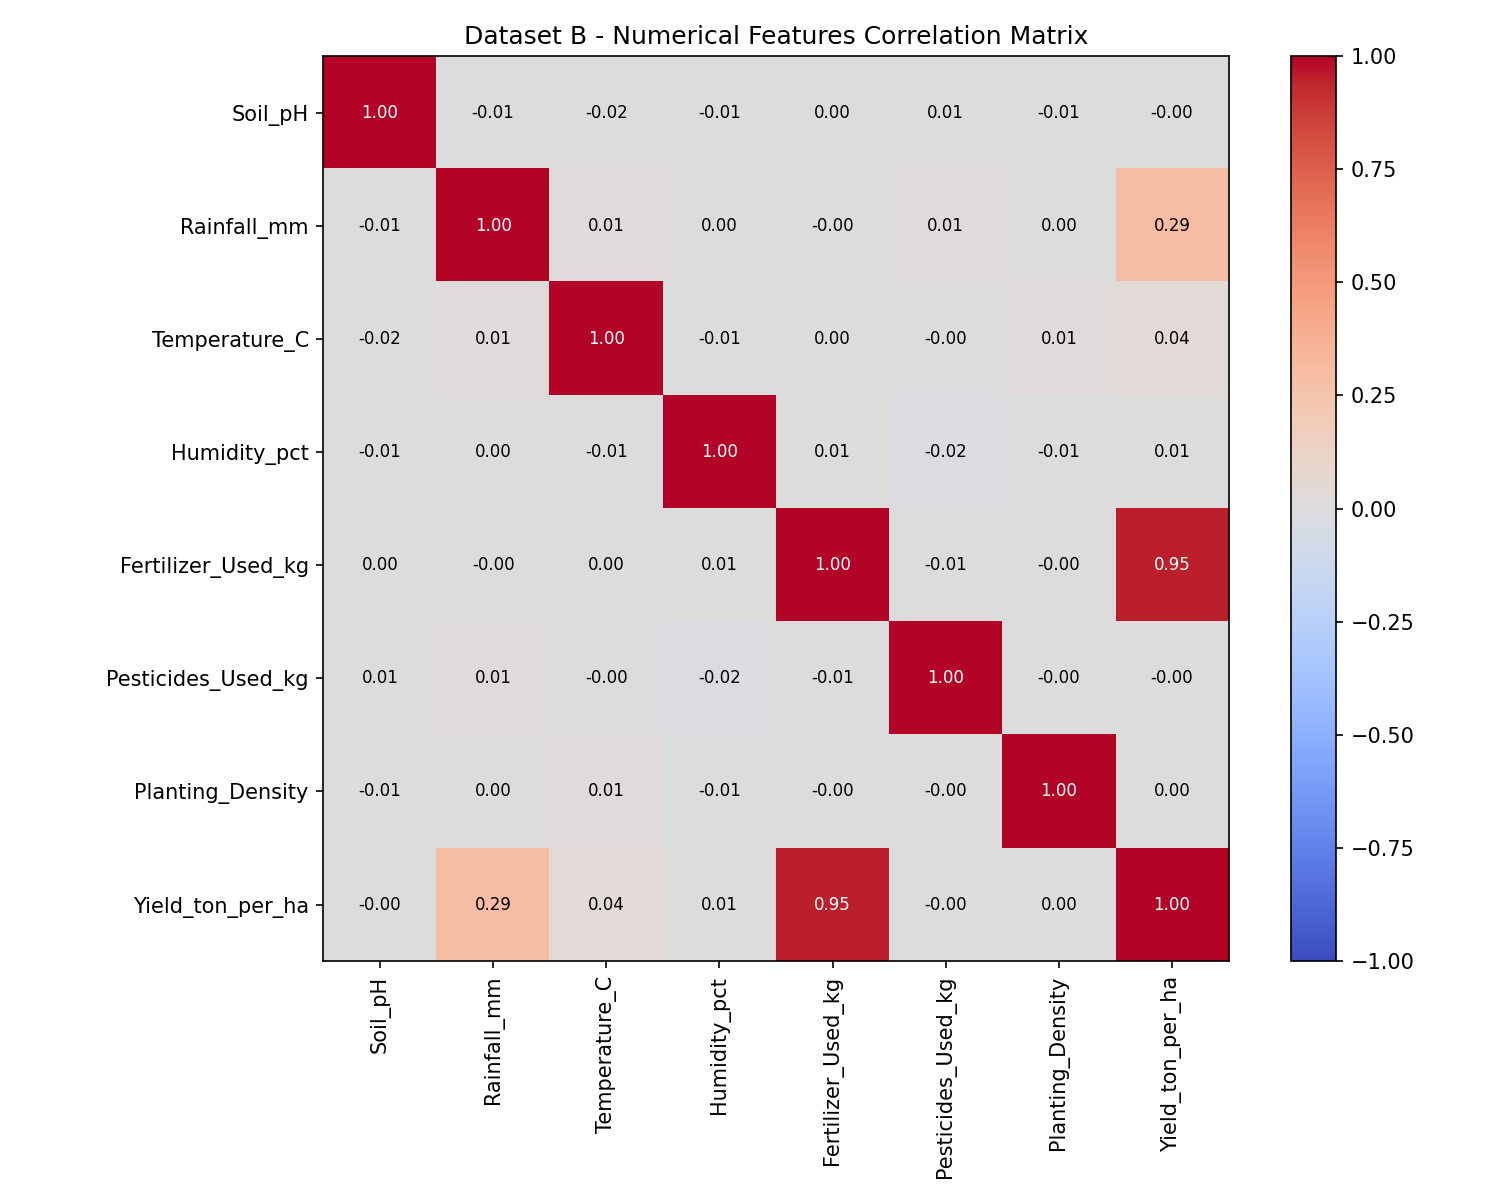 Dataset B - Numerical Features Correlation Matrix
Soil_pH 1.00 -0.01 -0.02 -0.01 0.00 0.01 -0.01 -0.00
Rainfall_mm -0.01 1.00 0.01 0.00 -0.00 0.01 0.00 0.29
Temperature_C -0.02 0.01 1.00 -0.01 0.00 -0.00 0.01 0.04
Humidity_pct -0.01 0.00 -0.01 1.00 0.01 -0.02 -0.01 0.01
Fertilizer_Used_kg 0.00 -0.00 0.00 0.01 1.00 -0.01 -0.00 0.95
Pesticides_Used_kg 0.01 0.01 -0.00 -0.02 -0.01 1.00 -0.00 -0.00
Planting_Density -0.01 0.00 0.01 -0.01 -0.00 -0.00 1.00 0.00
Yield_ton_per_ha -0.00 0.29 0.04 0.01 0.95 -0.00 0.00 1.00
Soil_pH
Rainfall_mm
Temperature_C
Humidity_pct
Fertilizer_Used_kg
Pesticides_Used_kg
Planting_Density
Yield_ton_per_ha
1.00
0.75
0.50
0.25
0.00
−0.25
−0.50
−0.75
−1.00